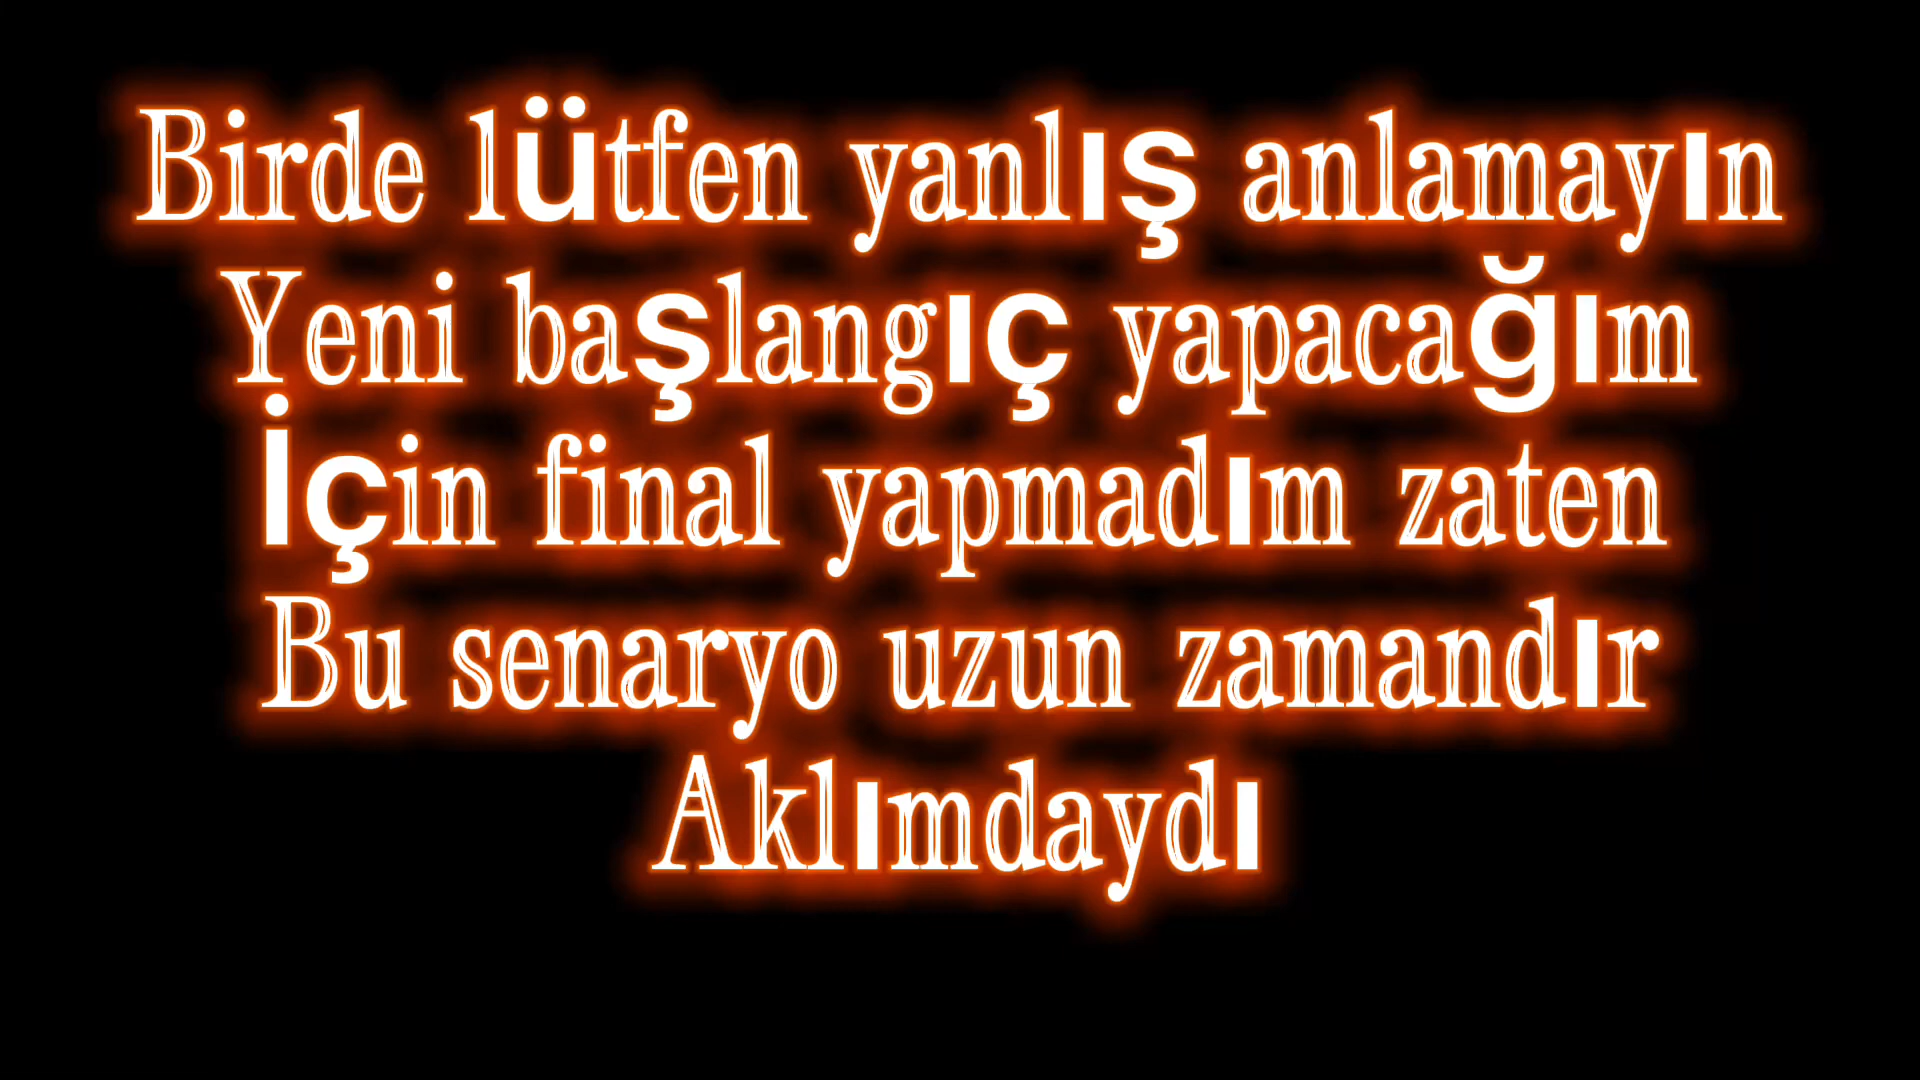 Birde lütfen yanlış anlamayın
Yeni başlangıç yapacağım
İçin final yapmadım zaten
Bu senaryo uzun zamandır
Aklımdaydı